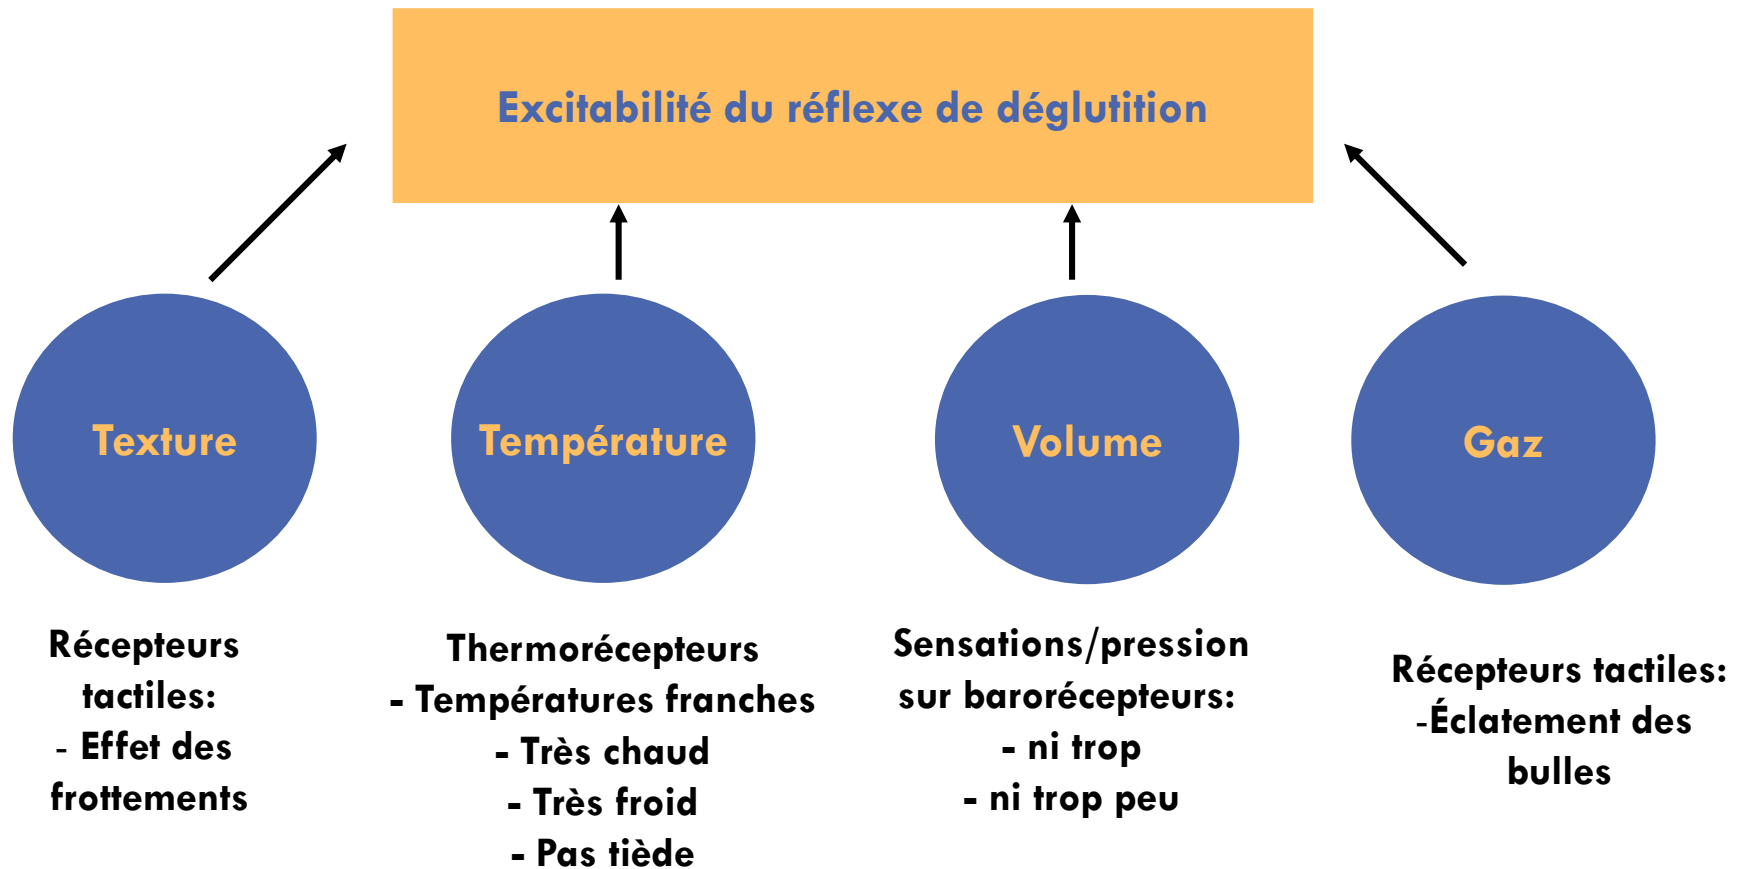 Excitabilité du réflexe de déglutition
Texture
Température
Volume
Gaz
Récepteurs
tactiles:
- Effet des
frottements
Thermorécepteurs
- Températures franches
- Très chaud
- Très froid
- Pas tiède
Sensations/pression
sur barorécepteurs:
- ni trop
- ni trop peu
Récepteurs tactiles:
-Éclatement des
bulles